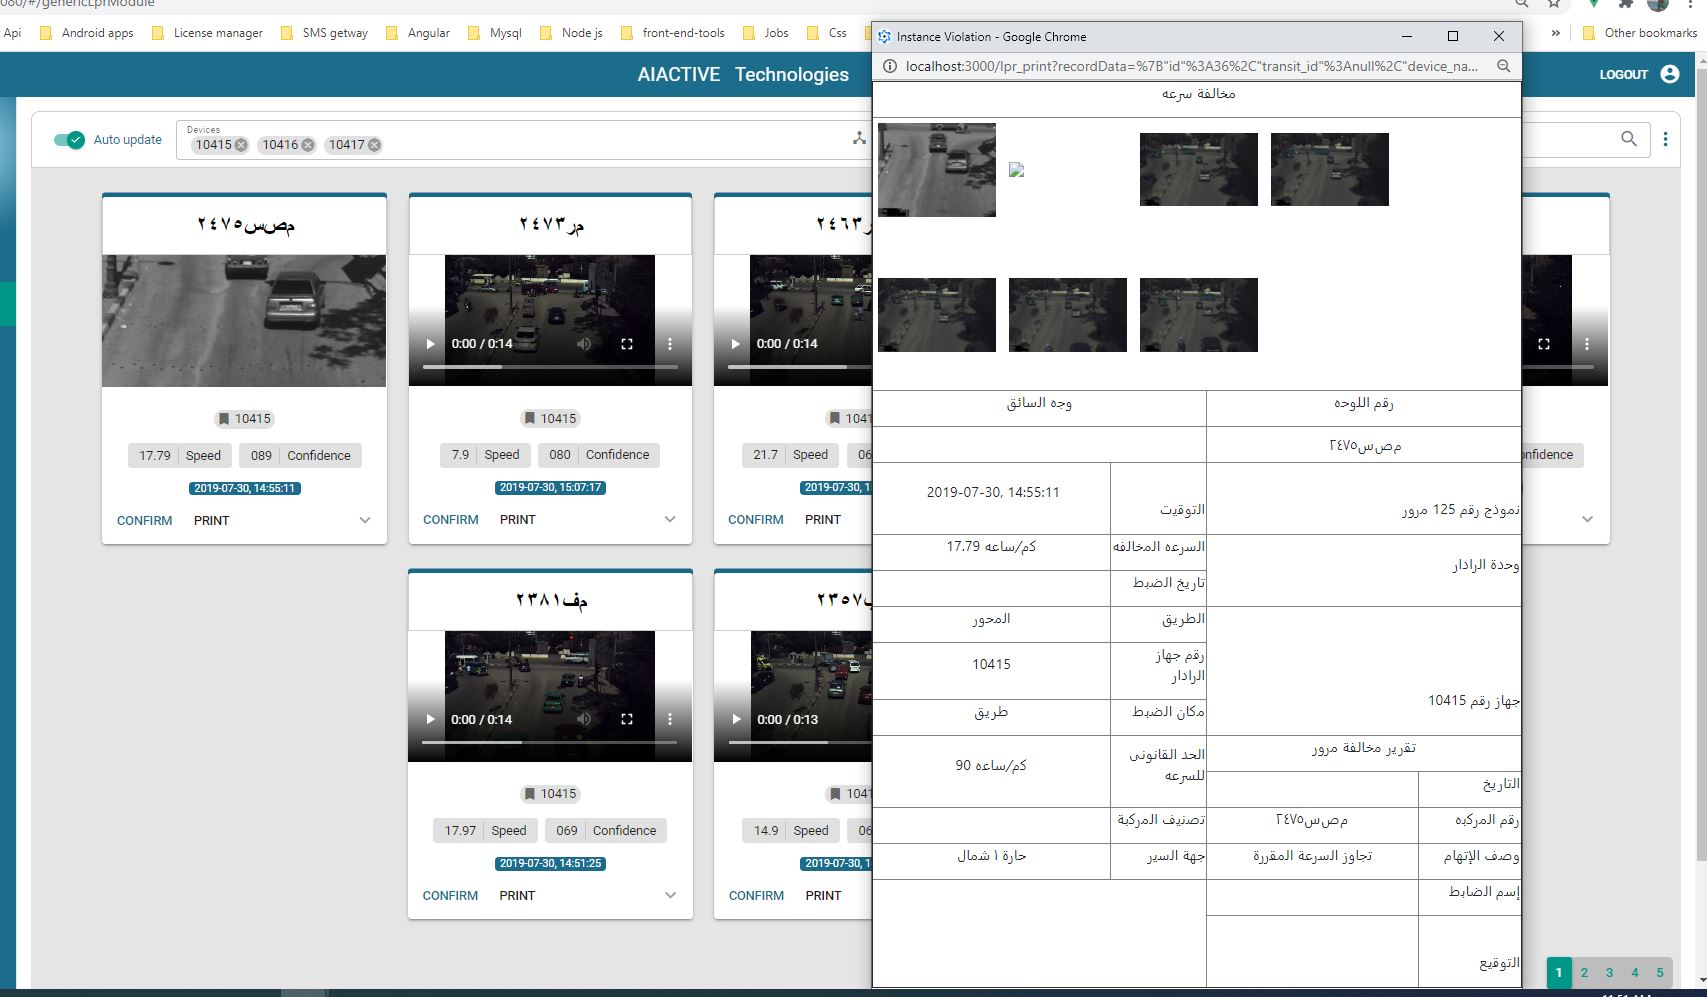 080/#/genericLprModule
Api Android apps License manager SMS getway Angular Mysql Node js front-end-tools Jobs Css » Other bookmarks
AIACTIVE Technologies
LOGOUT
Auto update
Devices
10415 10416 10417
مص‌س٢٤٧٥
10415
17.79 Speed
089 Confidence
2019-07-30, 14:55:11
CONFIRM PRINT
مر٢٤٧٣
0:00 / 0:14
10415
7.9 Speed
080 Confidence
2019-07-30, 15:07:17
CONFIRM PRINT
ر٢٤٦٣
0:00 / 0:14
1041
21.7 Speed
06
2019-07-30, 1
CONFIRM PRINT
nfidence
مف٢٣٨١
0:00 / 0:14
10415
17.97 Speed
069 Confidence
2019-07-30, 14:51:25
CONFIRM PRINT
٢٣٥٧
0:00 / 0:13
1041
14.9 Speed
06
2019-07-30, 1
CONFIRM PRINT
1 2 3 4 5
Instance Violation - Google Chrome
localhost:3000/lpr_print?recordData=%7B"id"%3A36%2C"transit_id"%3Anull%2C"device_na...
مخالفة سرعه
رقم اللوحه
وجه السائق
م‌ص‌س٢٤٧٥
نموذج رقم 125 مرور
التوقيت
2019-07-30, 14:55:11
وحدة الرادار
السرعه المخالفه
17.79 كم/ساعه
تاريخ الضبط
جهاز رقم 10415
الطريق
المحور
رقم جهاز
الرادار
10415
مكان الضبط
طريق
تقرير مخالفة مرور
الحد القانونى
للسرعه
90 كم/ساعه
التاريخ
رقم المركبه
م‌ص‌س٢٤٧٥
تصنيف المركبة
وصف الإتهام
تجاوز السرعة المقررة
جهة السير
حارة ١ شمال
إسم الضابط
التوقيع